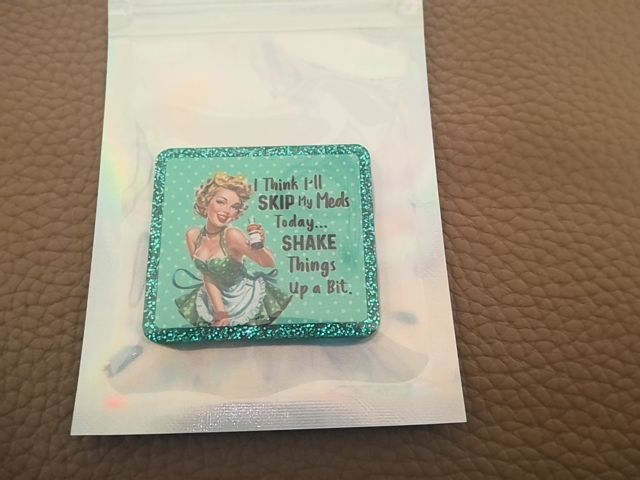 I Think I'll
SKIP My Meds
Today...
SHAKE
Things
Up a Bit.